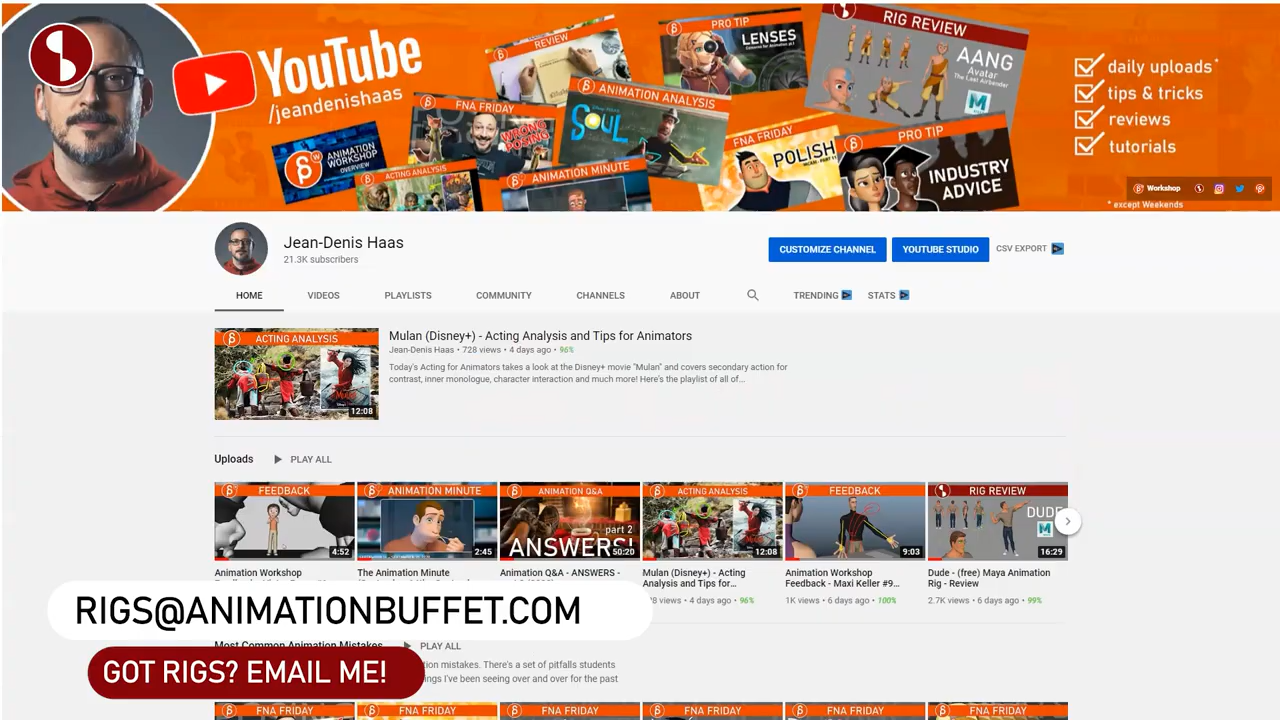 YouTube
/jeandenishaas
REVIEW
PRO TIP
LENSES
RIG REVIEW
AANG
Avatar
The Last Airbender
FNA FRIDAY
WRONG
POSING
ANIMATION ANALYSIS
SOUL
ANIMATION
WORKSHOP
OVERVIEW
ACTING ANALYSIS
ANIMATION MINUTE
FNA FRIDAY
POLISH
PRO TIP
INDUSTRY
ADVICE
daily uploads*
tips & tricks
reviews
tutorials
Workshop
* except Weekends
Jean-Denis Haas
21.3K subscribers
CUSTOMIZE CHANNEL
YOUTUBE STUDIO
CSV EXPORT
HOME
VIDEOS
PLAYLISTS
COMMUNITY
CHANNELS
ABOUT
TRENDING
STATS
ACTING ANALYSIS
12:08
Mulan (Disney+) - Acting Analysis and Tips for Animators
Jean-Denis Haas • 728 views • 4 days ago • 96%
Today's Acting for Animators takes a look at the Disney+ movie "Mulan" and covers secondary action for
contrast, inner monologue, character interaction and much more! Here's the playlist of all of...
Uploads
PLAY ALL
FEEDBACK
4:52
ANIMATION MINUTE
2:45
ANIMATION Q&A
part 2
ANSWERS!
50:20
ACTING ANALYSIS
12:08
FEEDBACK
9:03
RIG REVIEW
DUDE
16:29
Animation Workshop
The Animation Minute
Animation Q&A - ANSWERS -
Mulan (Disney+) - Acting
Analysis and Tips for...
8 views • 4 days ago • 96%
Animation Workshop
Feedback - Maxi Keller #9...
1K views • 6 days ago • 100%
Dude - (free) Maya Animation
Rig - Review
2.7K views • 6 days ago • 99%
RIGS@ANIMATIONBUFFET.COM
Most Common Animation Mistakes
PLAY ALL
GOT RIGS? EMAIL ME!
tion mistakes. There's a set of pitfalls students
ings I've been seeing over and over for the past
FNA FRIDAY
FNA FRIDAY
FNA FRIDAY
FNA FRIDAY
FNA FRIDAY
FNA FRIDAY